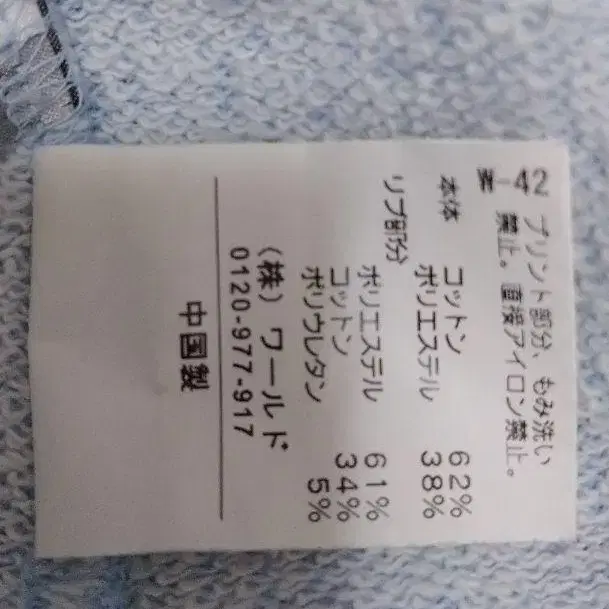 -42
プリント部分、もみ洗い
禁止。直接アイロン禁止。
本体
コットン 62%
ポリエステル 38%
リブ部分
ポリエステル 61%
コットン 34%
ポリウレタン 5%
(株) ワールド
0120-977-917
中国製